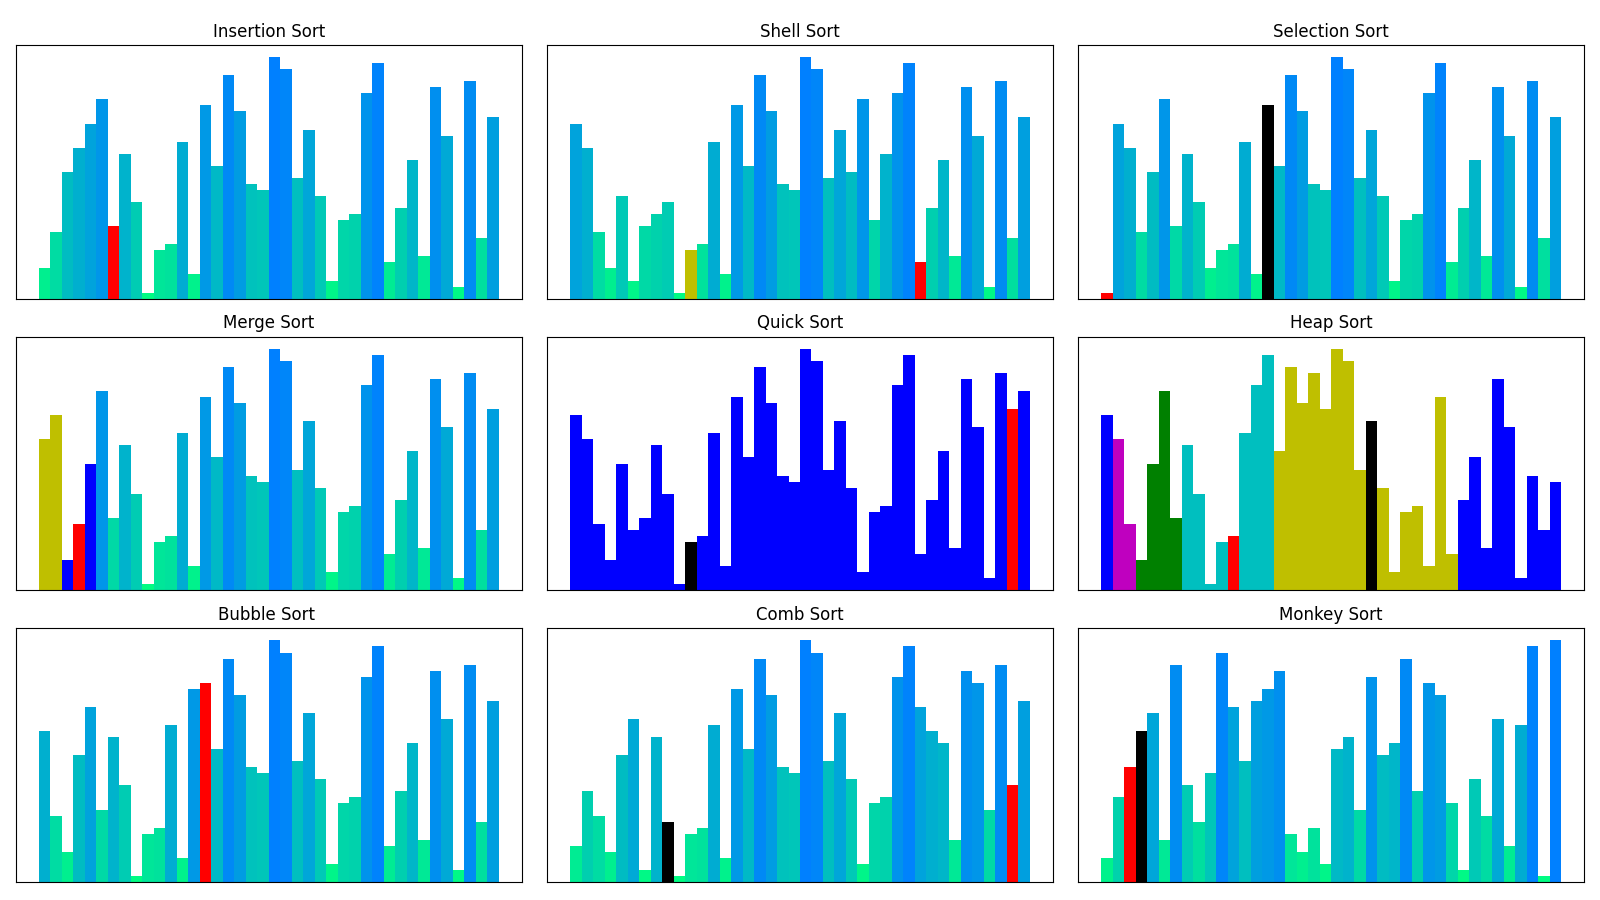 Insertion Sort
Shell Sort
Selection Sort
Merge Sort
Quick Sort
Heap Sort
Bubble Sort
Comb Sort
Monkey Sort